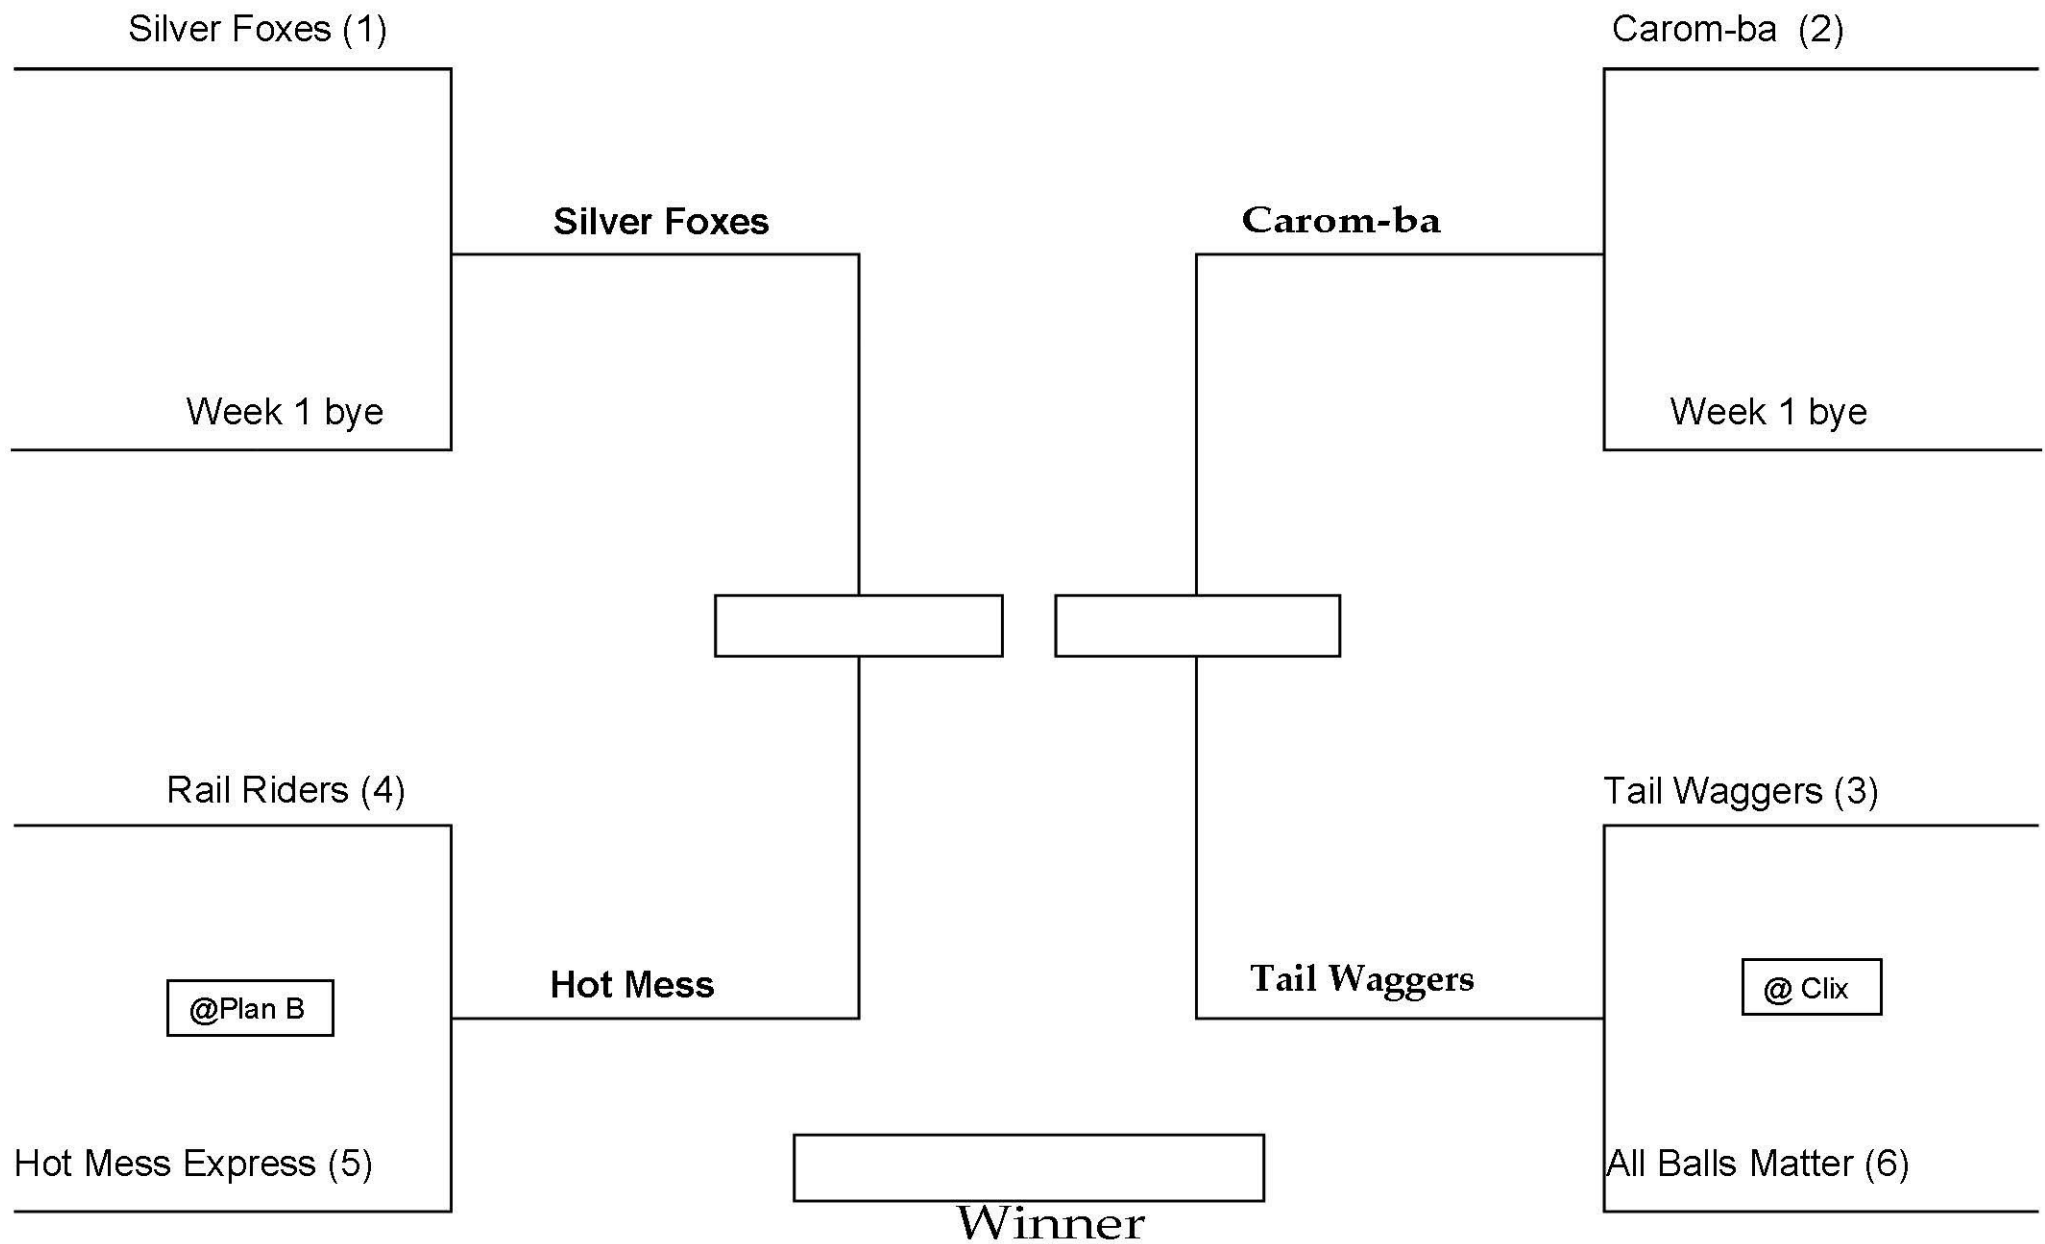 Silver Foxes (1)
Carom-ba (2)
Silver Foxes
Carom-ba
Week 1 bye
Week 1 bye
Rail Riders (4)
Tail Waggers (3)
Hot Mess
Tail Waggers
@Plan B
@ Clix
Hot Mess Express (5)
All Balls Matter (6)
Winner